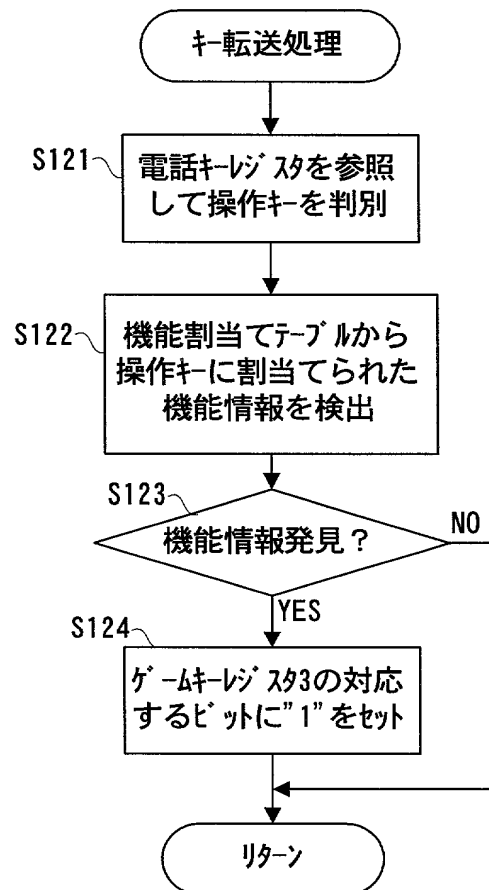 キー転送処理
S121
電話キーレジスタを参照
して操作キーを判別
S122
機能割当てテーブルから
操作キーに割当てられた
機能情報を検出
S123
機能情報発見？
NO
YES
S124
ゲームキーレジスタ3の対応
するビットに"1"をセット
リターン